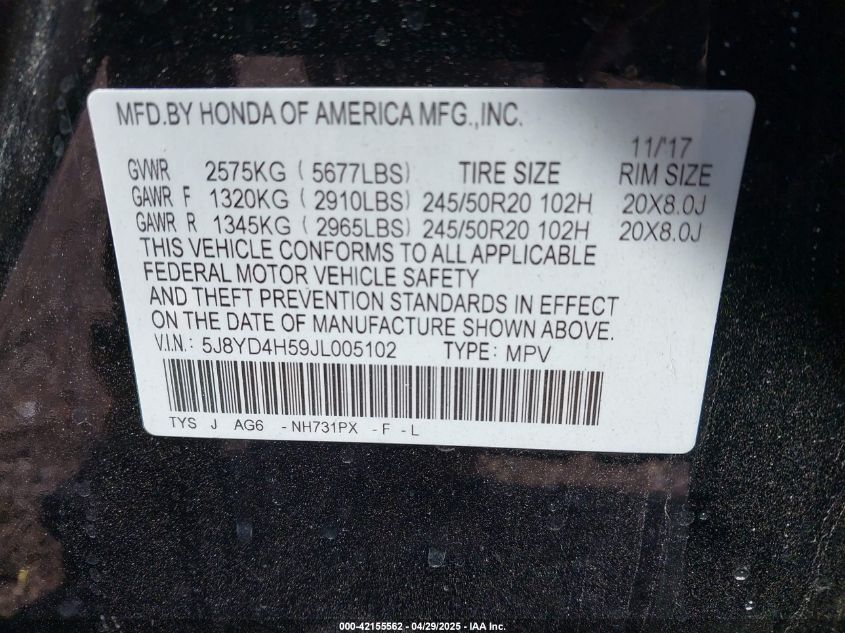 MFD.BY HONDA OF AMERICA MFG.,INC.
11/'17
GVWR 2575KG ( 5677LBS) TIRE SIZE RIM SIZE
GAWR F 1320KG ( 2910LBS) 245/50R20 102H 20X8.0J
GAWR R 1345KG ( 2965LBS) 245/50R20 102H 20X8.0J
THIS VEHICLE CONFORMS TO ALL APPLICABLE
FEDERAL MOTOR VEHICLE SAFETY
AND THEFT PREVENTION STANDARDS IN EFFECT
ON THE DATE OF MANUFACTURE SHOWN ABOVE.
V.I.N.: 5J8YD4H59JL005102 TYPE: MPV
TYS J AG6 -NH731PX -F -L
000-42155562 - 04/29/2025 - IAA Inc.